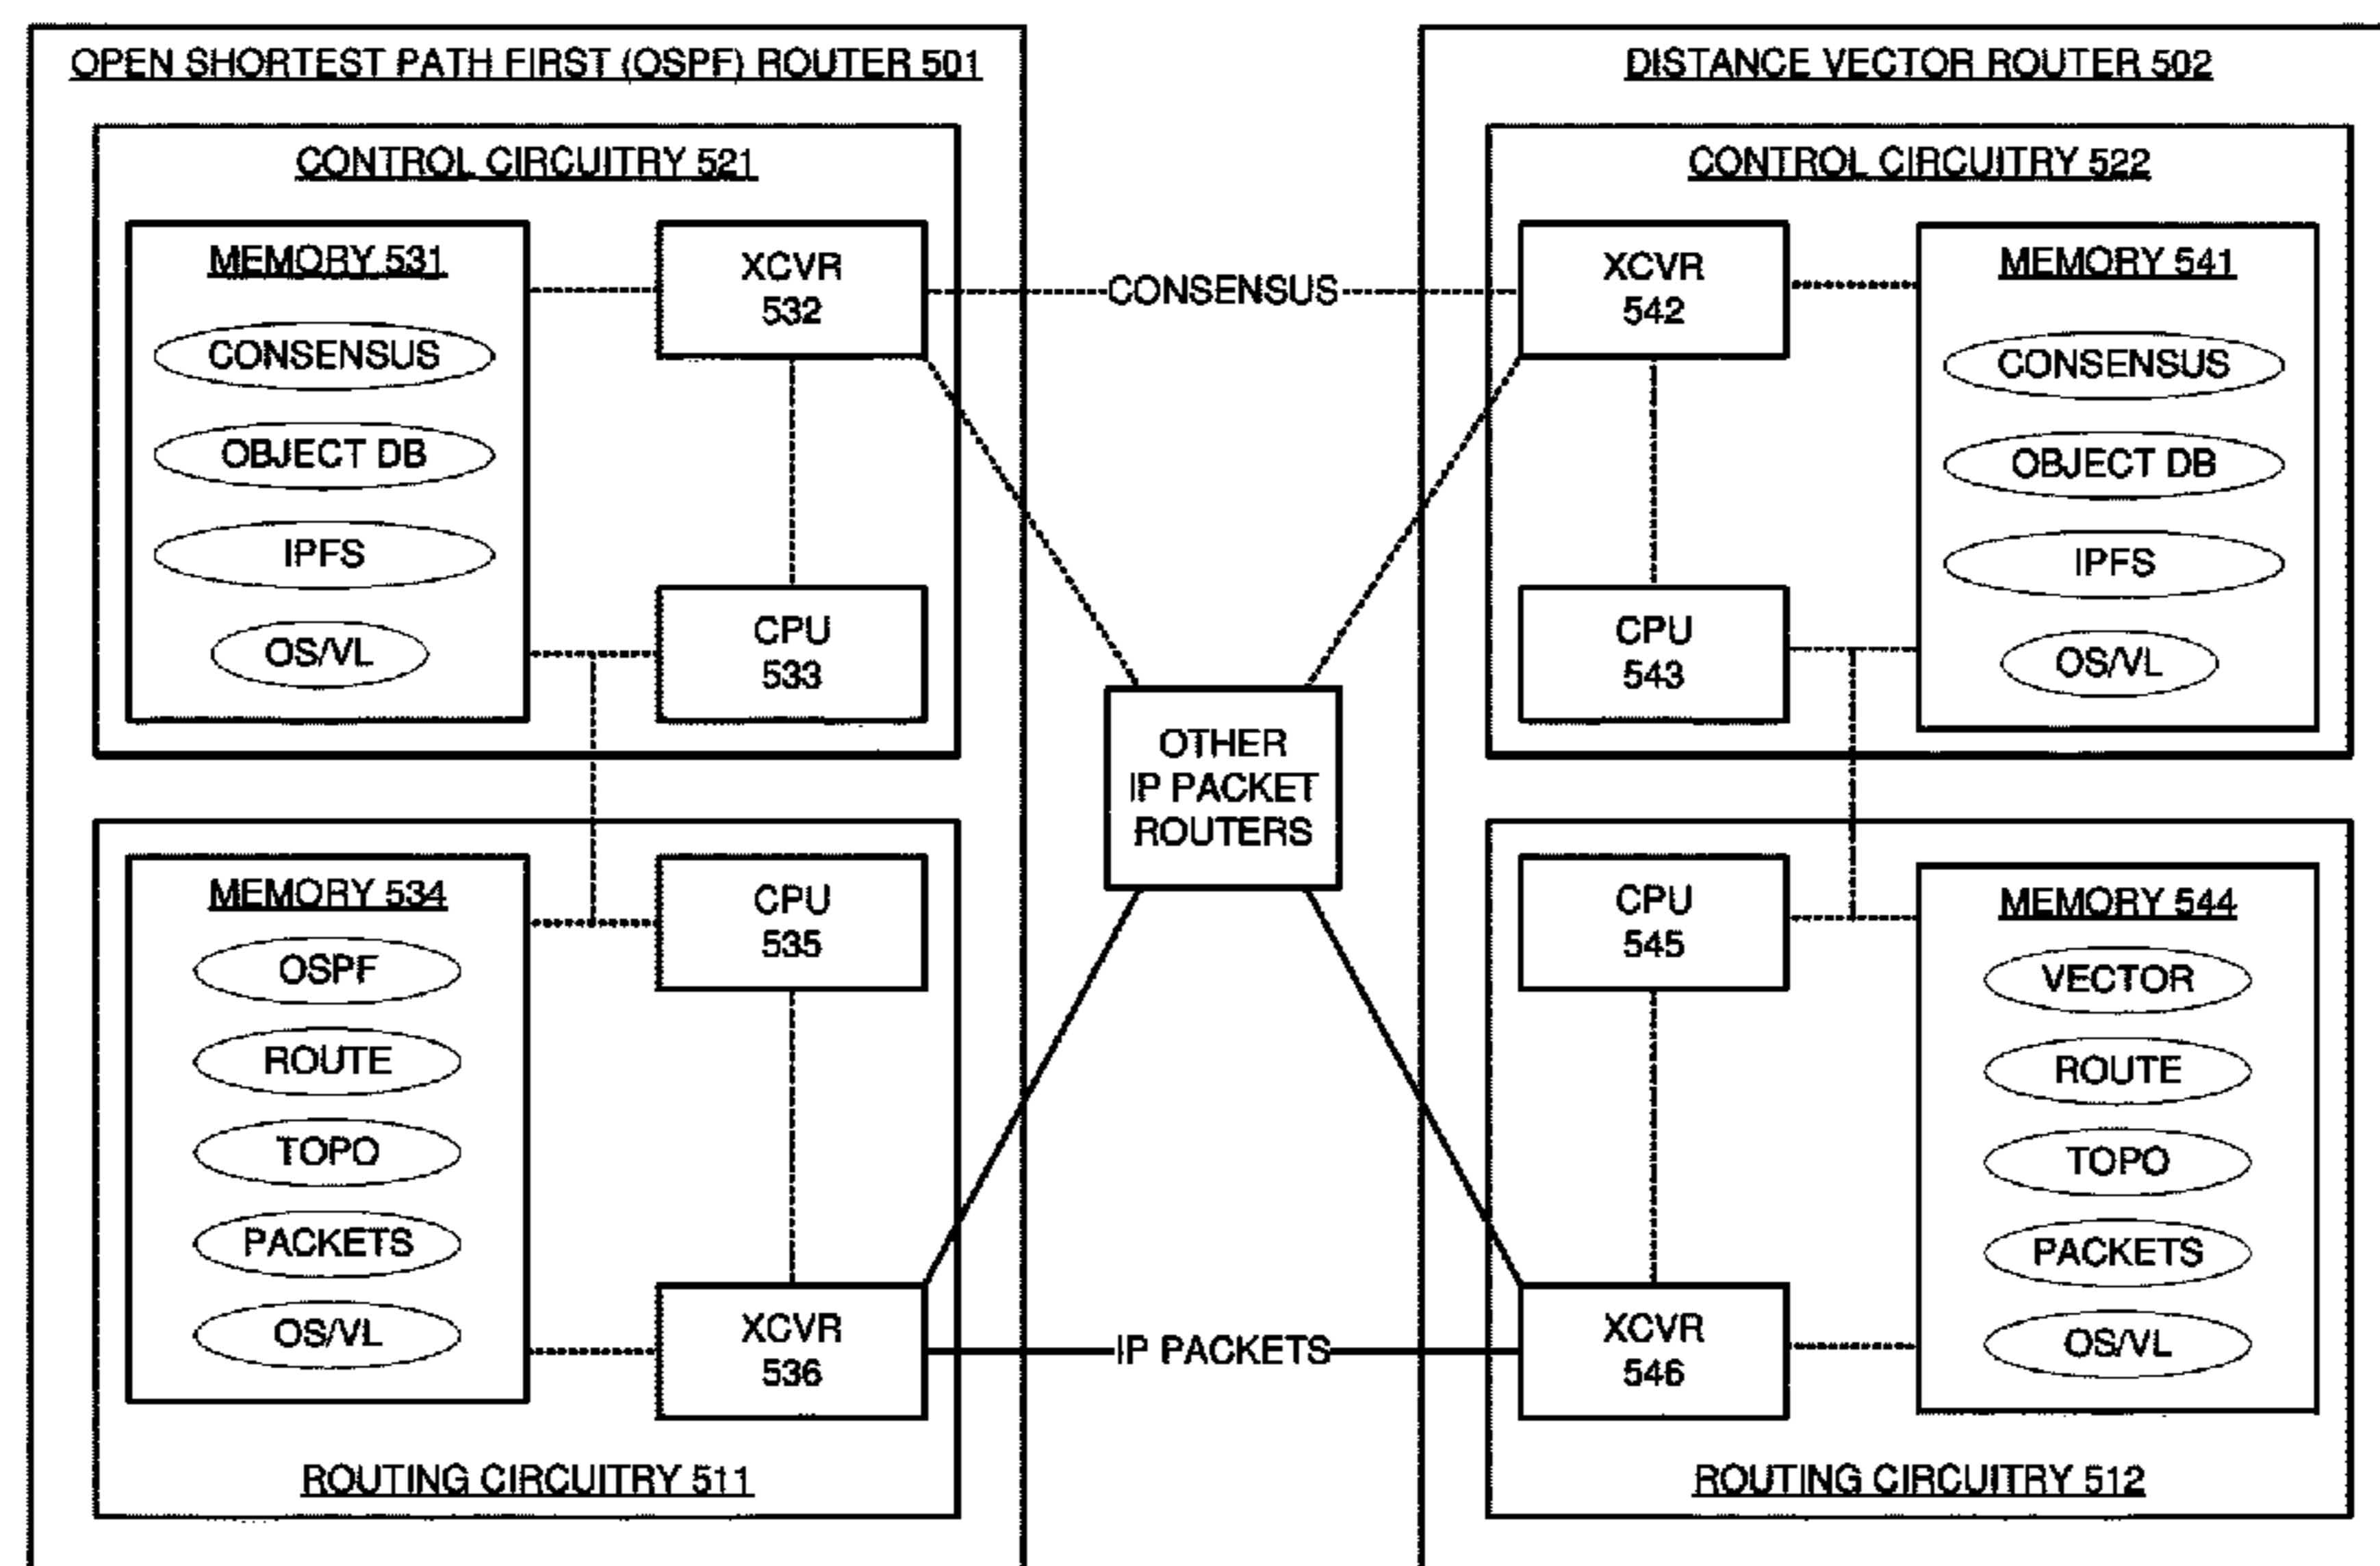 OPEN SHORTEST PATH FIRST (OSPF) ROUTER 501
CONTROL CIRCUITRY 521
MEMORY 531
CONSENSUS
OBJECT DB
IPFS
OS/VL
XCVR
532
CPU
533
MEMORY 534
OSPF
ROUTE
TOPO
PACKETS
OS/VL
CPU
535
XCVR
536
ROUTING CIRCUITRY 511
CONSENSUS
OTHER
IP PACKET
ROUTERS
IP PACKETS
DISTANCE VECTOR ROUTER 502
CONTROL CIRCUITRY 522
XCVR
542
CPU
543
MEMORY 541
CONSENSUS
OBJECT DB
IPFS
OS/VL
CPU
545
XCVR
546
MEMORY 544
VECTOR
ROUTE
TOPO
PACKETS
OS/VL
ROUTING CIRCUITRY 512